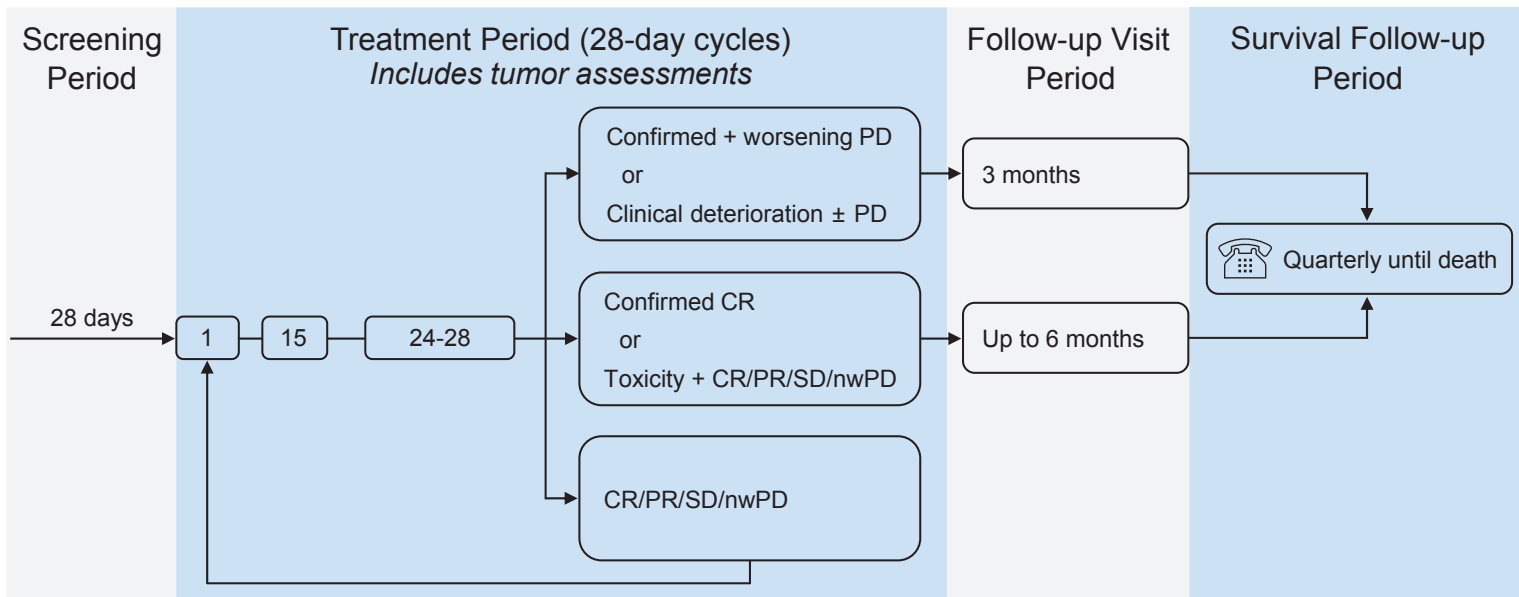 Screening
Period
Treatment Period (28-day cycles)
Includes tumor assessments
Follow-up Visit
Period
Survival Follow-up
Period
28 days
1
15
24-28
Confirmed + worsening PD
or
Clinical deterioration ± PD
Confirmed CR
or
Toxicity + CR/PR/SD/nwPD
CR/PR/SD/nwPD
3 months
Up to 6 months
Quarterly until death